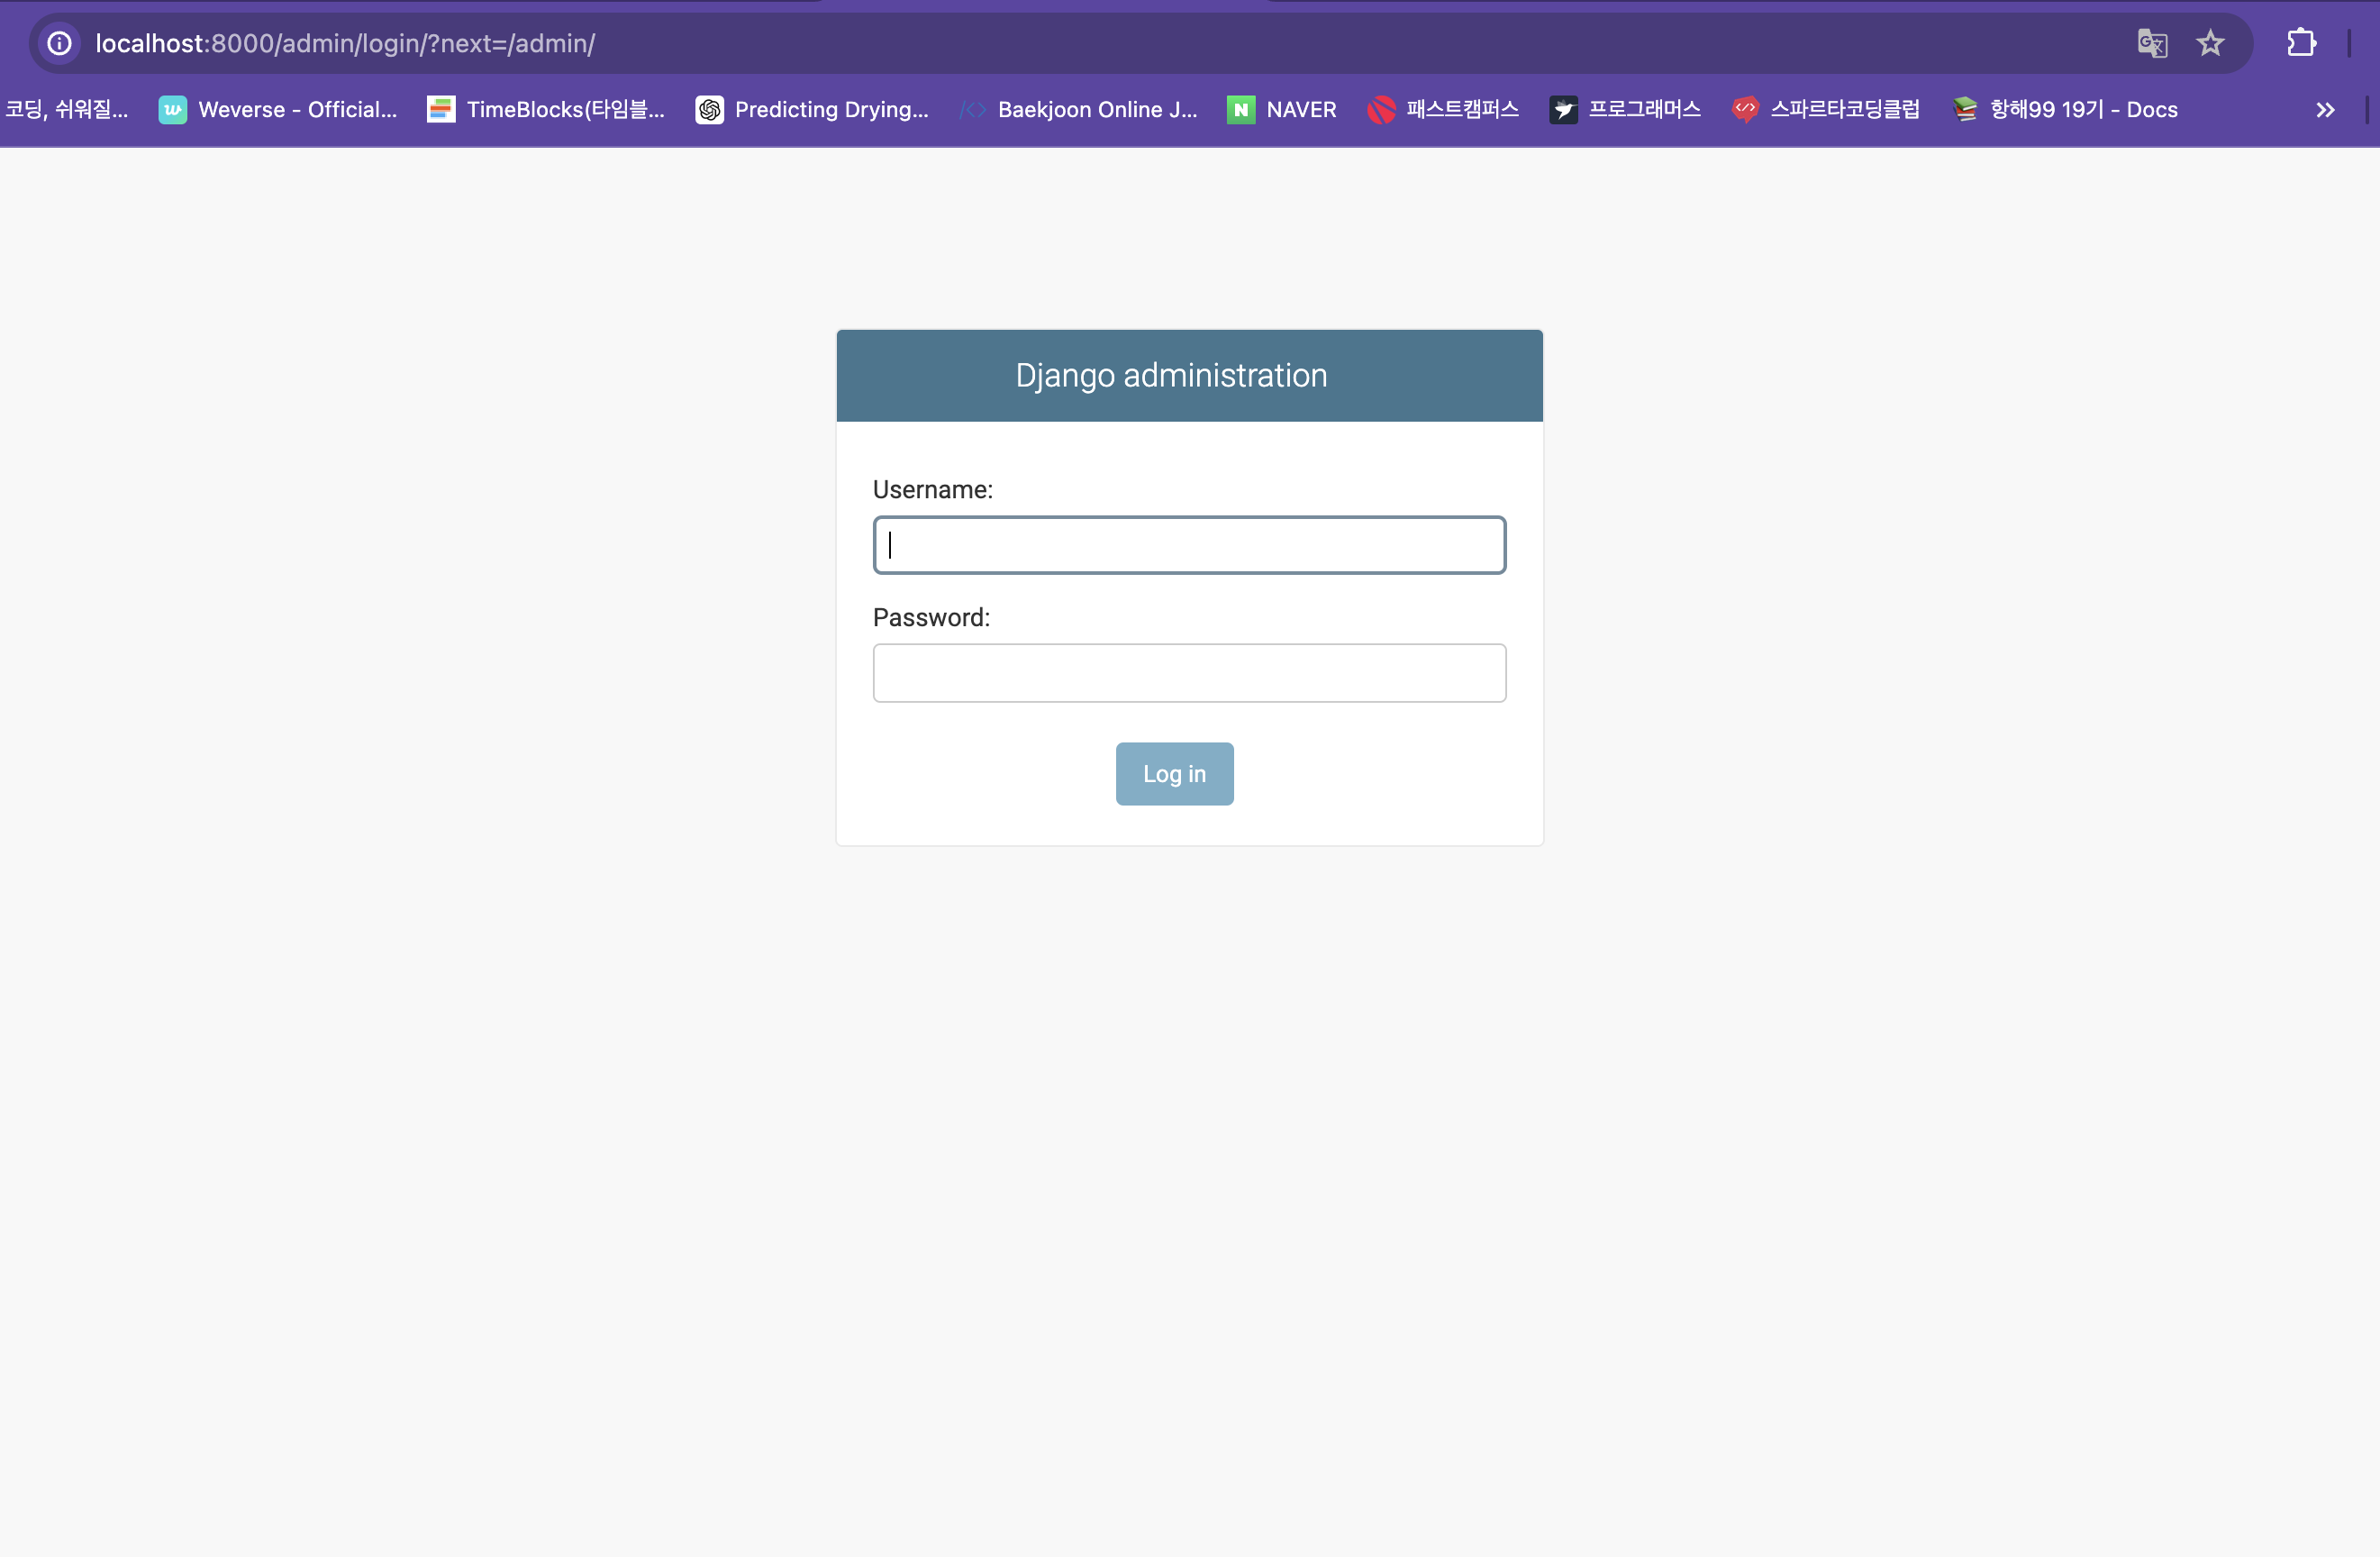 localhost:8000/admin/login/?next=/admin/
코딩, 쉬워질... Weverse - Official... TimeBlocks(타임블... Predicting Drying... Baekjoon Online J... NAVER 패스트캠퍼스 프로그래머스 스파르타코딩클럽 항해99 19기 - Docs
Django administration
Username:
Password:
Log in